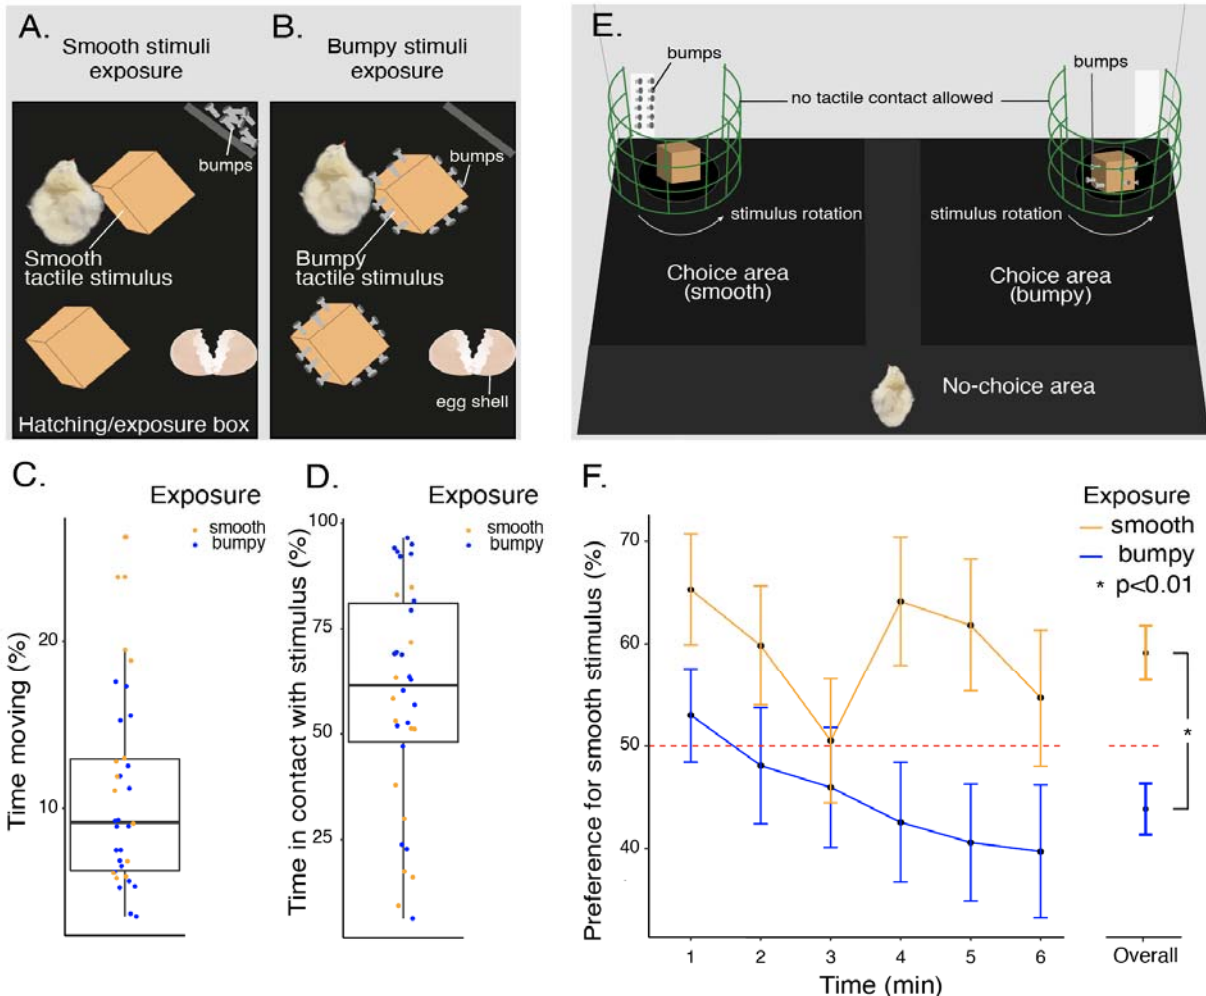 A.
Smooth stimuli
exposure
bumps
Smooth
tactile stimulus
Hatching/exposure box
B.
Bumpy stimuli
exposure
bumps
Bumpy
tactile stimulus
egg shell
E.
bumps
bumps
no tactile contact allowed
stimulus rotation
stimulus rotation
Choice area
(smooth)
Choice area
(bumpy)
No-choice area
C.
Exposure
smooth
bumpy
Time moving (%)
20
10
D.
Exposure
smooth
bumpy
Time in contact with stimulus (%)
100
75
50
25
F.
Exposure
smooth
bumpy
* p<0.01
Preference for smooth stimulus (%)
70
60
50
40
*
1 2 3 4 5 6 Overall
Time (min)